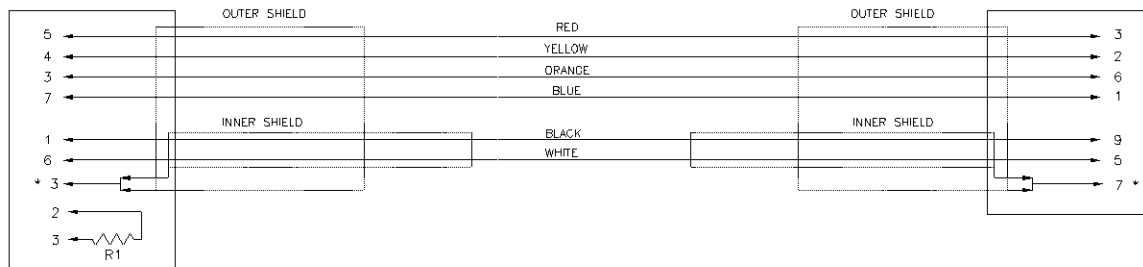 OUTER SHIELD OUTER SHIELD
5 RED 3
4 YELLOW 2
3 ORANGE 6
7 BLUE 1
INNER SHIELD INNER SHIELD
1 BLACK 9
6 WHITE 5
* 3 7 *
2
3
R1